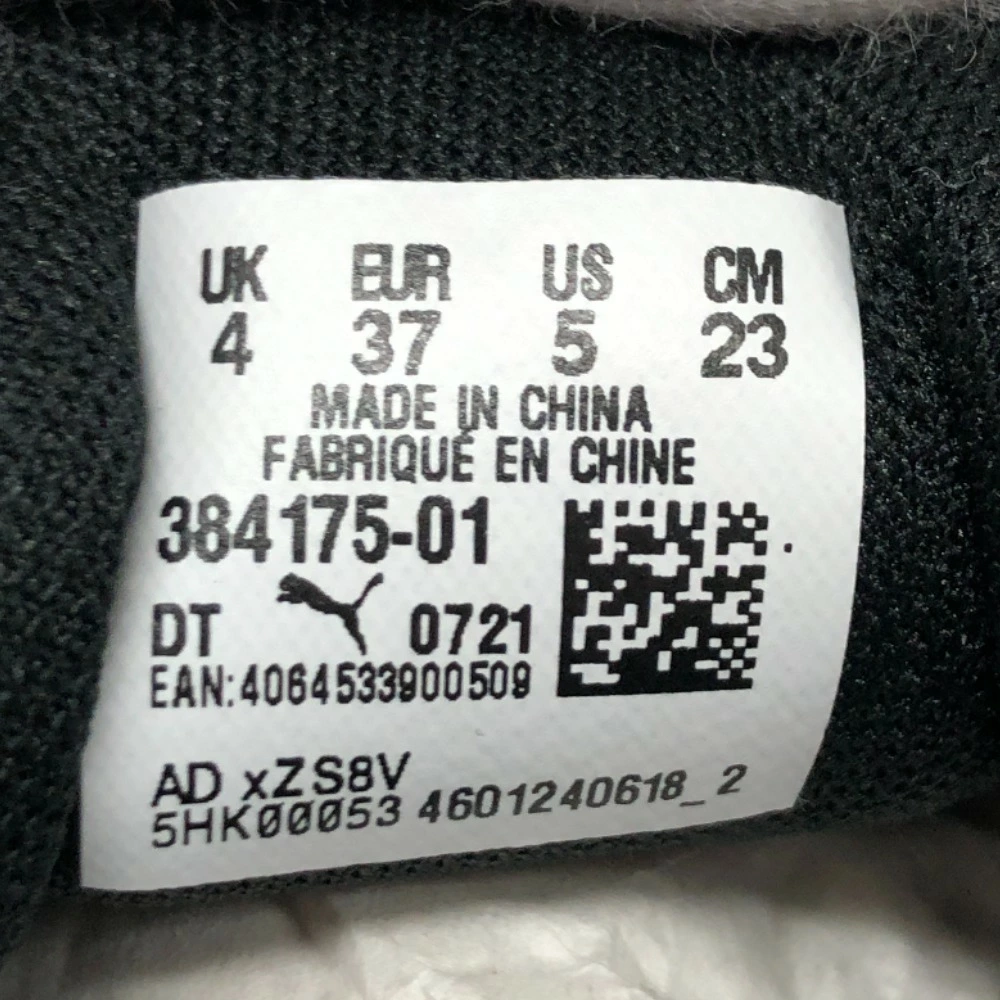 UK EUR US CM
4 37 5 23
MADE IN CHINA
FABRIQUÉ EN CHINE
384175-01
DT 0721
EAN:4064533900509
AD xZS8V
5HK00053 4601240618_2